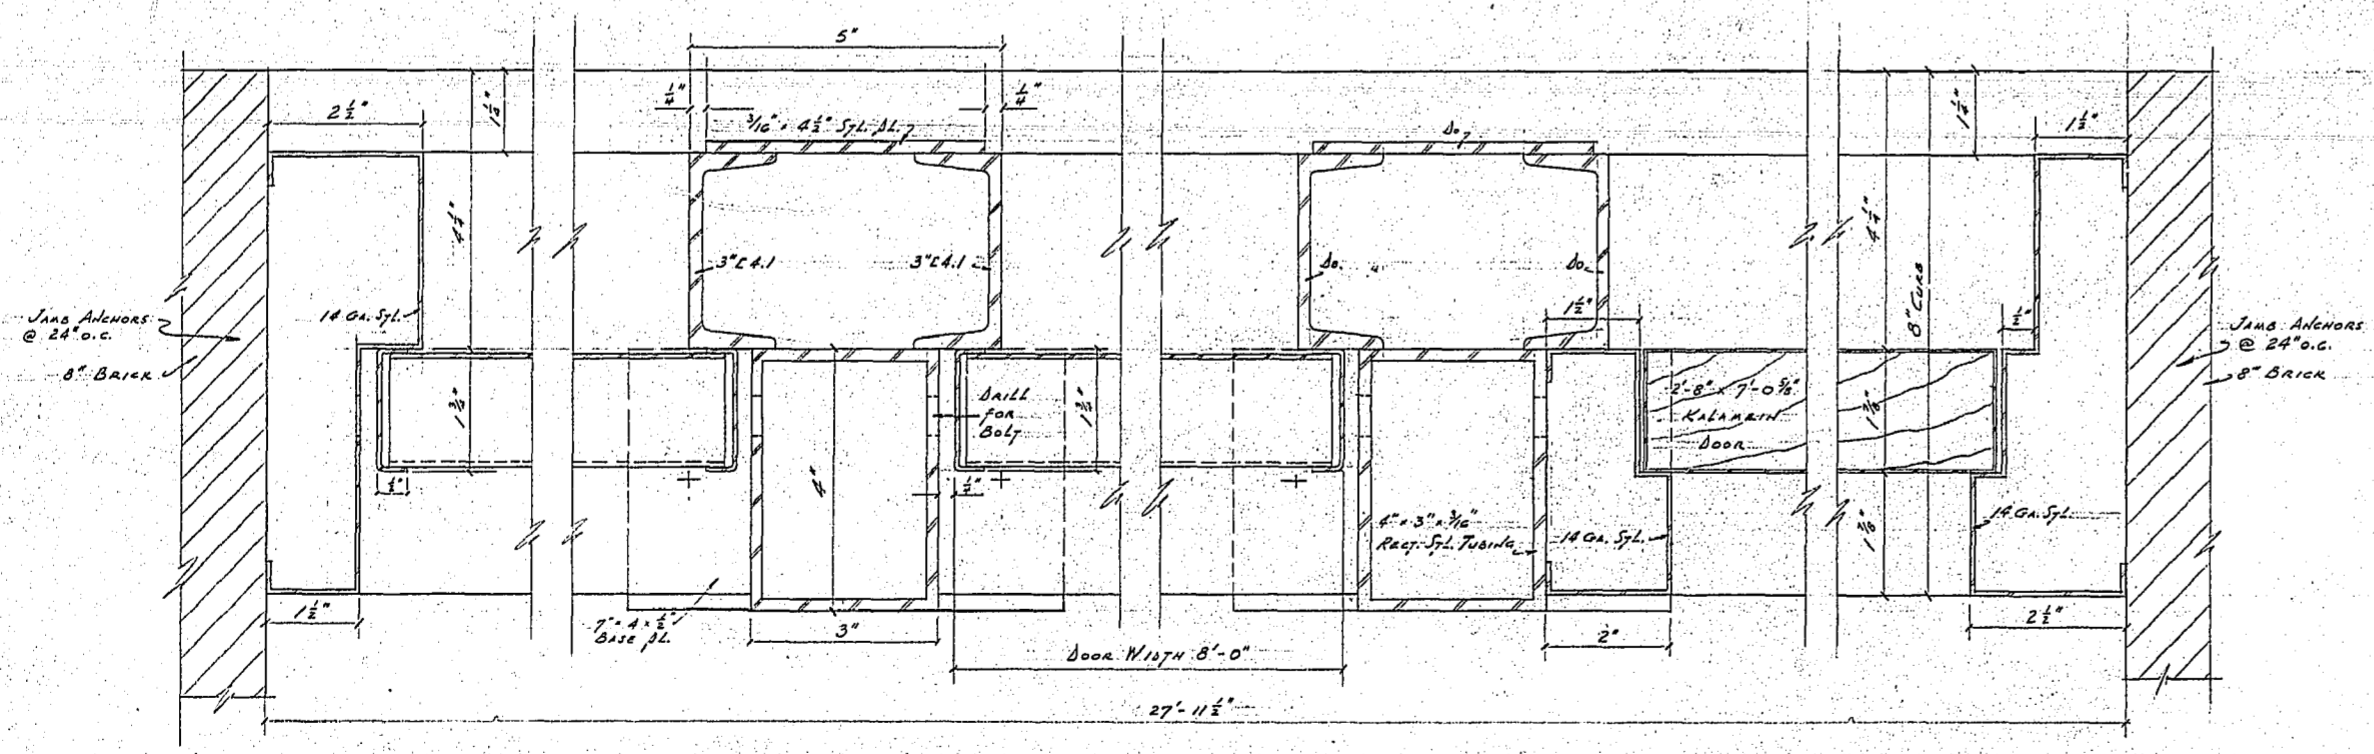 5"
1/4"
1/4"
3/16" x 4 1/2" STL. PL.
2 1/2"
1 1/4"
Do.
1 1/4"
1 1/2"
4 1/4"
3"[4.1
3"[4.1
Do.
Do.
4 1/4"
8" CURB
14 GA. STL.
1 1/2"
1/2"
JAMB ANCHORS
@ 24" O.C.
8" BRICK
JAMB ANCHORS
@ 24" O.C.
8" BRICK
1 3/4"
DRILL
FOR
BOLT
1 3/4"
2'-8" x 7'-0 5/8"
KALAMEIN
DOOR
4"
1/2"
1/4"
4" x 3" x 3/16"
RECT. STL. TUBING
14 GA. STL.
14 GA. STL.
7" x 4 x 1/2"
BASE PL.
1 1/2"
3"
2"
2 1/2"
DOOR WIDTH 8'-0"
27'-11 1/2"